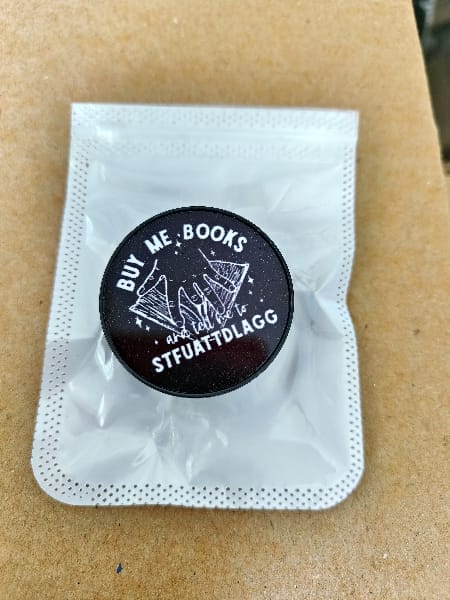 BUY ME BOOKS
and tell me to
STFUATTDLAGG